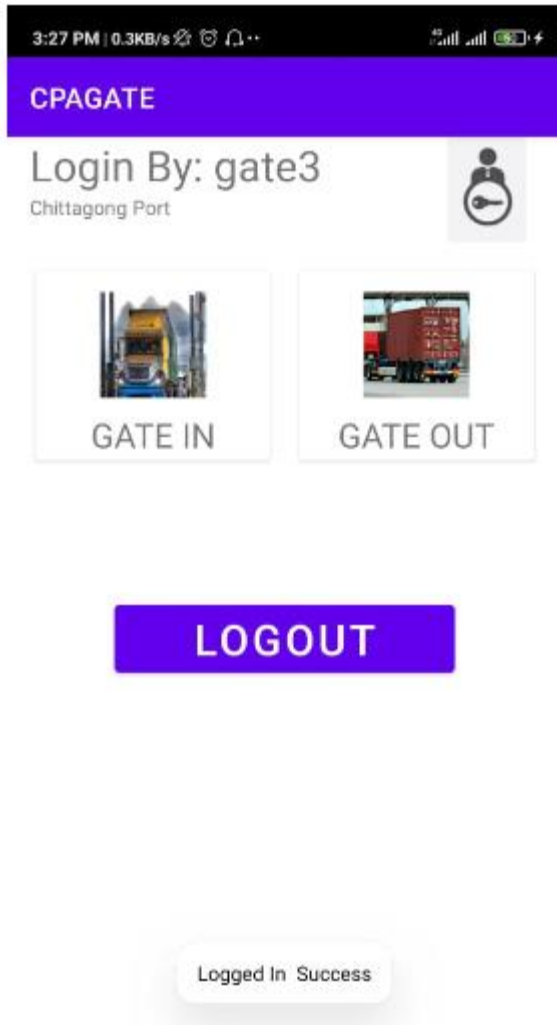 3:27 PM | 0.3KB/s
CPAGATE
Login By: gate3
Chittagong Port
GATE IN
GATE OUT
LOGOUT
Logged In Success